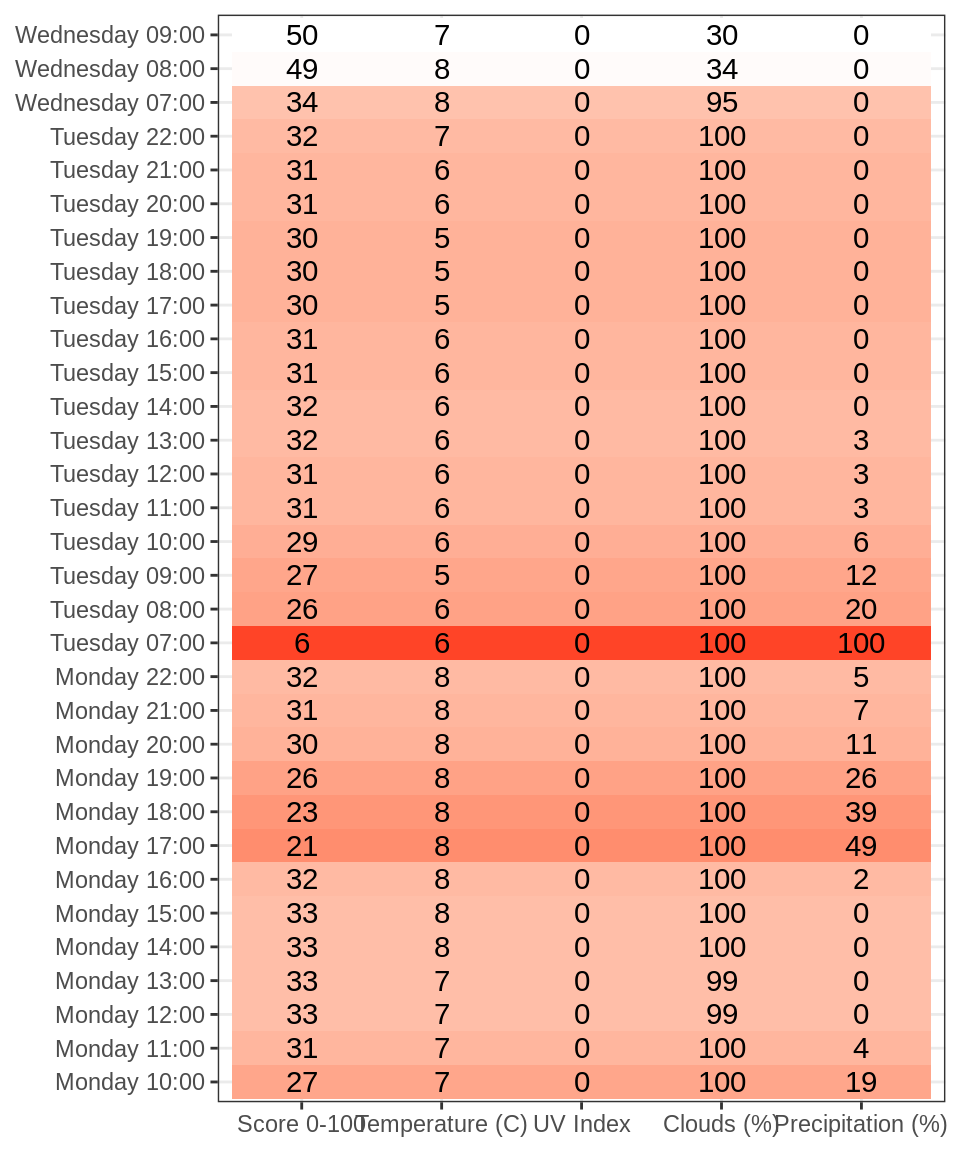 Wednesday 09:00 50 7 0 30 0
Wednesday 08:00 49 8 0 34 0
Wednesday 07:00 34 8 0 95 0
Tuesday 22:00 32 7 0 100 0
Tuesday 21:00 31 6 0 100 0
Tuesday 20:00 31 6 0 100 0
Tuesday 19:00 30 5 0 100 0
Tuesday 18:00 30 5 0 100 0
Tuesday 17:00 30 5 0 100 0
Tuesday 16:00 31 6 0 100 0
Tuesday 15:00 31 6 0 100 0
Tuesday 14:00 32 6 0 100 0
Tuesday 13:00 32 6 0 100 3
Tuesday 12:00 31 6 0 100 3
Tuesday 11:00 31 6 0 100 3
Tuesday 10:00 29 6 0 100 6
Tuesday 09:00 27 5 0 100 12
Tuesday 08:00 26 6 0 100 20
Tuesday 07:00 6 6 0 100 100
Monday 22:00 32 8 0 100 5
Monday 21:00 31 8 0 100 7
Monday 20:00 30 8 0 100 11
Monday 19:00 26 8 0 100 26
Monday 18:00 23 8 0 100 39
Monday 17:00 21 8 0 100 49
Monday 16:00 32 8 0 100 2
Monday 15:00 33 8 0 100 0
Monday 14:00 33 8 0 100 0
Monday 13:00 33 7 0 99 0
Monday 12:00 33 7 0 99 0
Monday 11:00 31 7 0 100 4
Monday 10:00 27 7 0 100 19
Score 0-100 Temperature (C) UV Index Clouds (%) Precipitation (%)